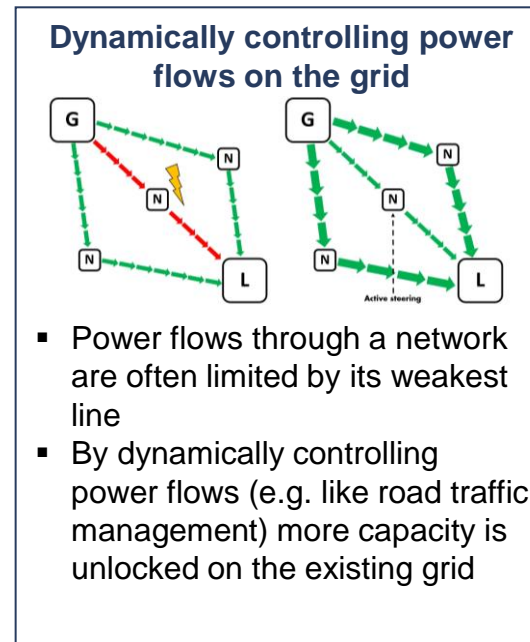 Dynamically controlling power
flows on the grid
G
N
N
N
L
G
N
N
N
L
Active steering
▪ Power flows through a network
are often limited by its weakest
line
▪ By dynamically controlling
power flows (e.g. like road traffic
management) more capacity is
unlocked on the existing grid